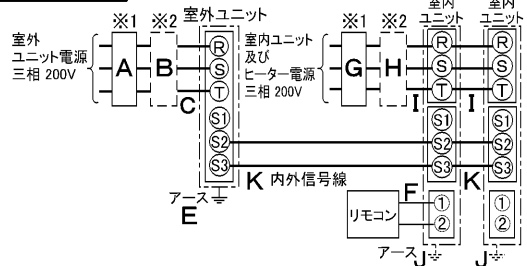 ※1 ※2 室外ユニット
室外
ユニット電源
三相 200V
A B
R
S
T
C
S1
S2
S3
アース
E
K 内外信号線
※1 ※2
室内
ユニット
室内
ユニット
室内ユニット
及び
ヒーター電源
三相 200V
G H
R
S
T
I
S1
S2
S3
R
S
T
I
S1
S2
S3
K
F
リモコン
①
②
①
②
アース J
J